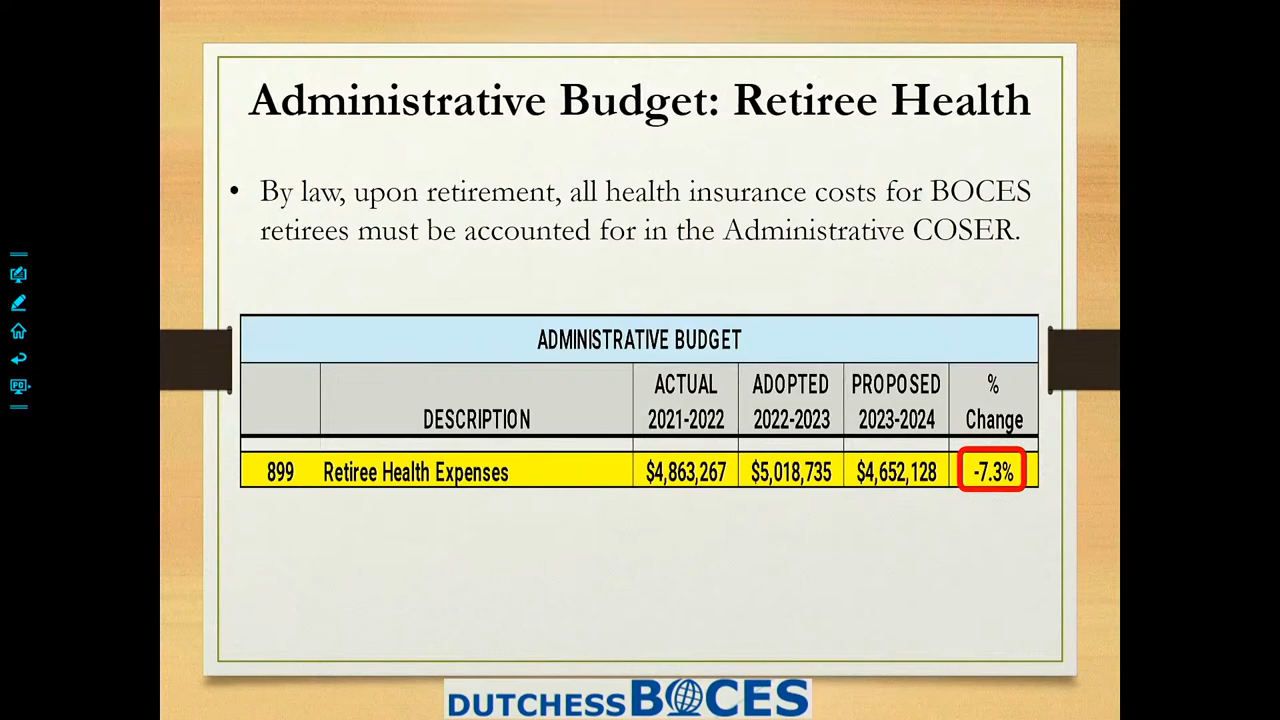 Administrative Budget: Retiree Health
• By law, upon retirement, all health insurance costs for BOCES
retirees must be accounted for in the Administrative COSER.
ADMINISTRATIVE BUDGET
DESCRIPTION ACTUAL 2021-2022 ADOPTED 2022-2023 PROPOSED 2023-2024 % Change
899 Retiree Health Expenses $4,863,267 $5,018,735 $4,652,128 -7.3%
DUTCHESS BOCES